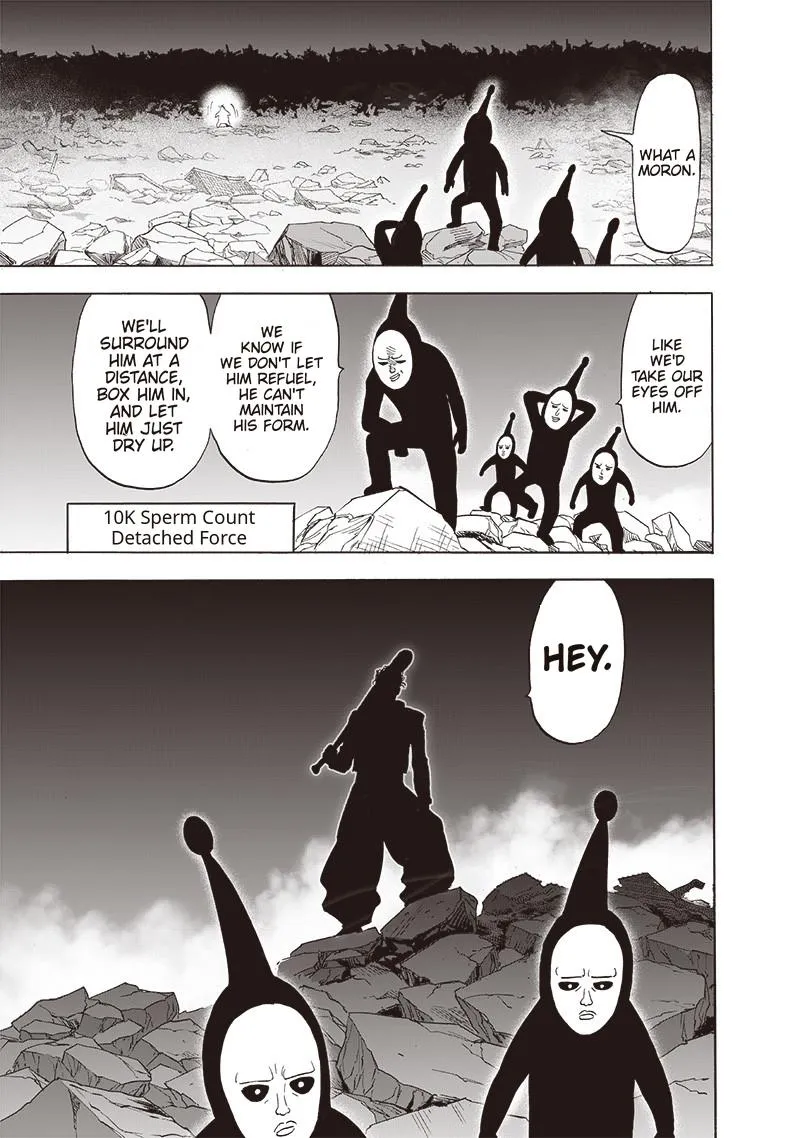 WHAT A
MORON.
LIKE
WE'D
TAKE OUR
EYES OFF
HIM.
WE
KNOW IF
WE DON'T LET
HIM REFUEL,
HE CAN'T
MAINTAIN
HIS FORM.
WE'LL
SURROUND
HIM AT A
DISTANCE,
BOX HIM IN,
AND LET
HIM JUST
DRY UP.
10K Sperm Count
Detached Force
HEY.